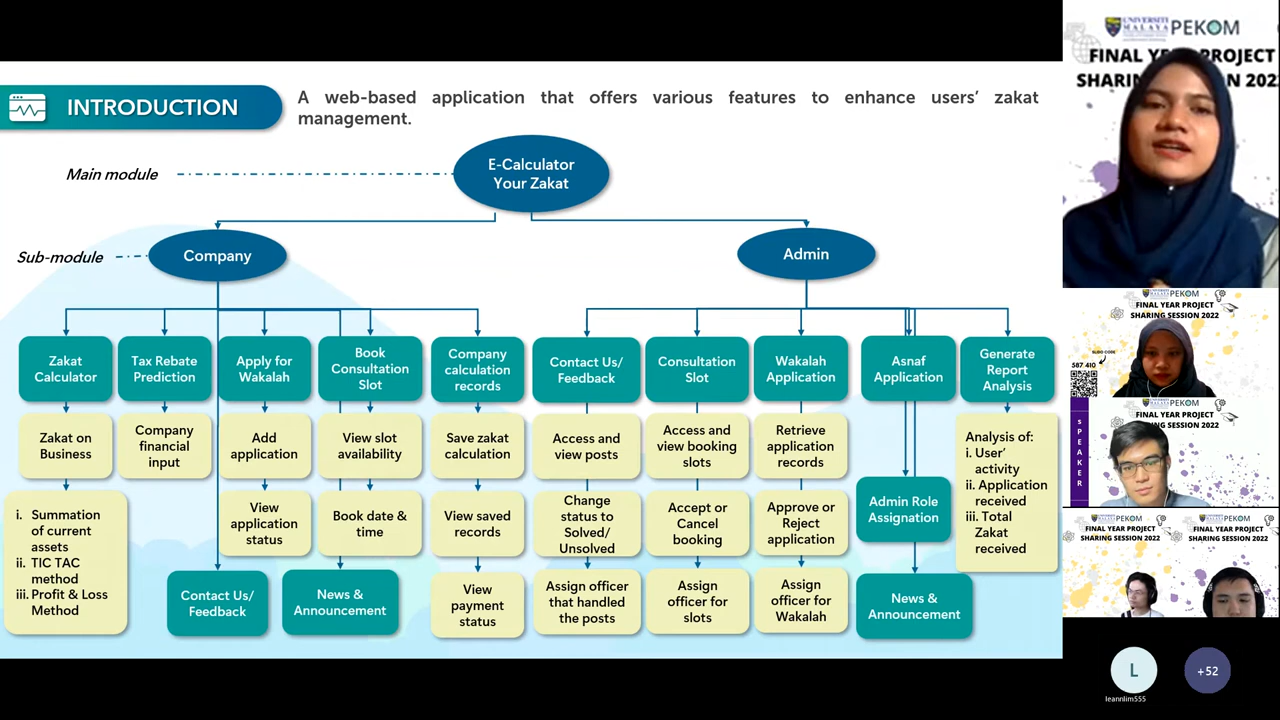 INTRODUCTION
A web-based application that offers various features to enhance users’ zakat
management.
Main module
E-Calculator
Your Zakat
Sub-module
Company
Admin
Zakat
Calculator
Tax Rebate
Prediction
Apply for
Wakalah
Book
Consultation
Slot
Company
calculation
records
Contact Us/
Feedback
Consultation
Slot
Wakalah
Application
Asnaf
Application
Generate
Report
Analysis
Zakat on
Business
Company
financial
input
Add
application
View slot
availability
Save zakat
calculation
Access and
view posts
Access and
view booking
slots
Retrieve
application
records
Analysis of:
i. User’
activity
ii. Application
received
iii. Total
Zakat
received
i. Summation
of current
assets
ii. TIC TAC
method
iii. Profit & Loss
Method
View
application
status
Book date &
time
View saved
records
Change
status to
Solved/
Unsolved
Accept or
Cancel
booking
Approve or
Reject
application
Admin Role
Assignation
Contact Us/
Feedback
News &
Announcement
View
payment
status
Assign officer
that handled
the posts
Assign
officer for
slots
Assign
officer for
Wakalah
News &
Announcement
UNIVERSITI
MALAYA
PEKOM
FINAL YEAR PROJECT
SHARING SESSION 202
PEKOM
FINAL YEAR PROJECT
SHARING SESSION 2022
SLIDO CODE
587 410
PEKOM
FINAL YEAR PROJECT
SESSION 2022
SPEAKER
PEKOM
FINAL YEAR PROJECT
SHARING SESSION 2022
PEKOM
FINAL YEAR PROJECT
SHARING SESSION 2022
L
+52
leannlim555